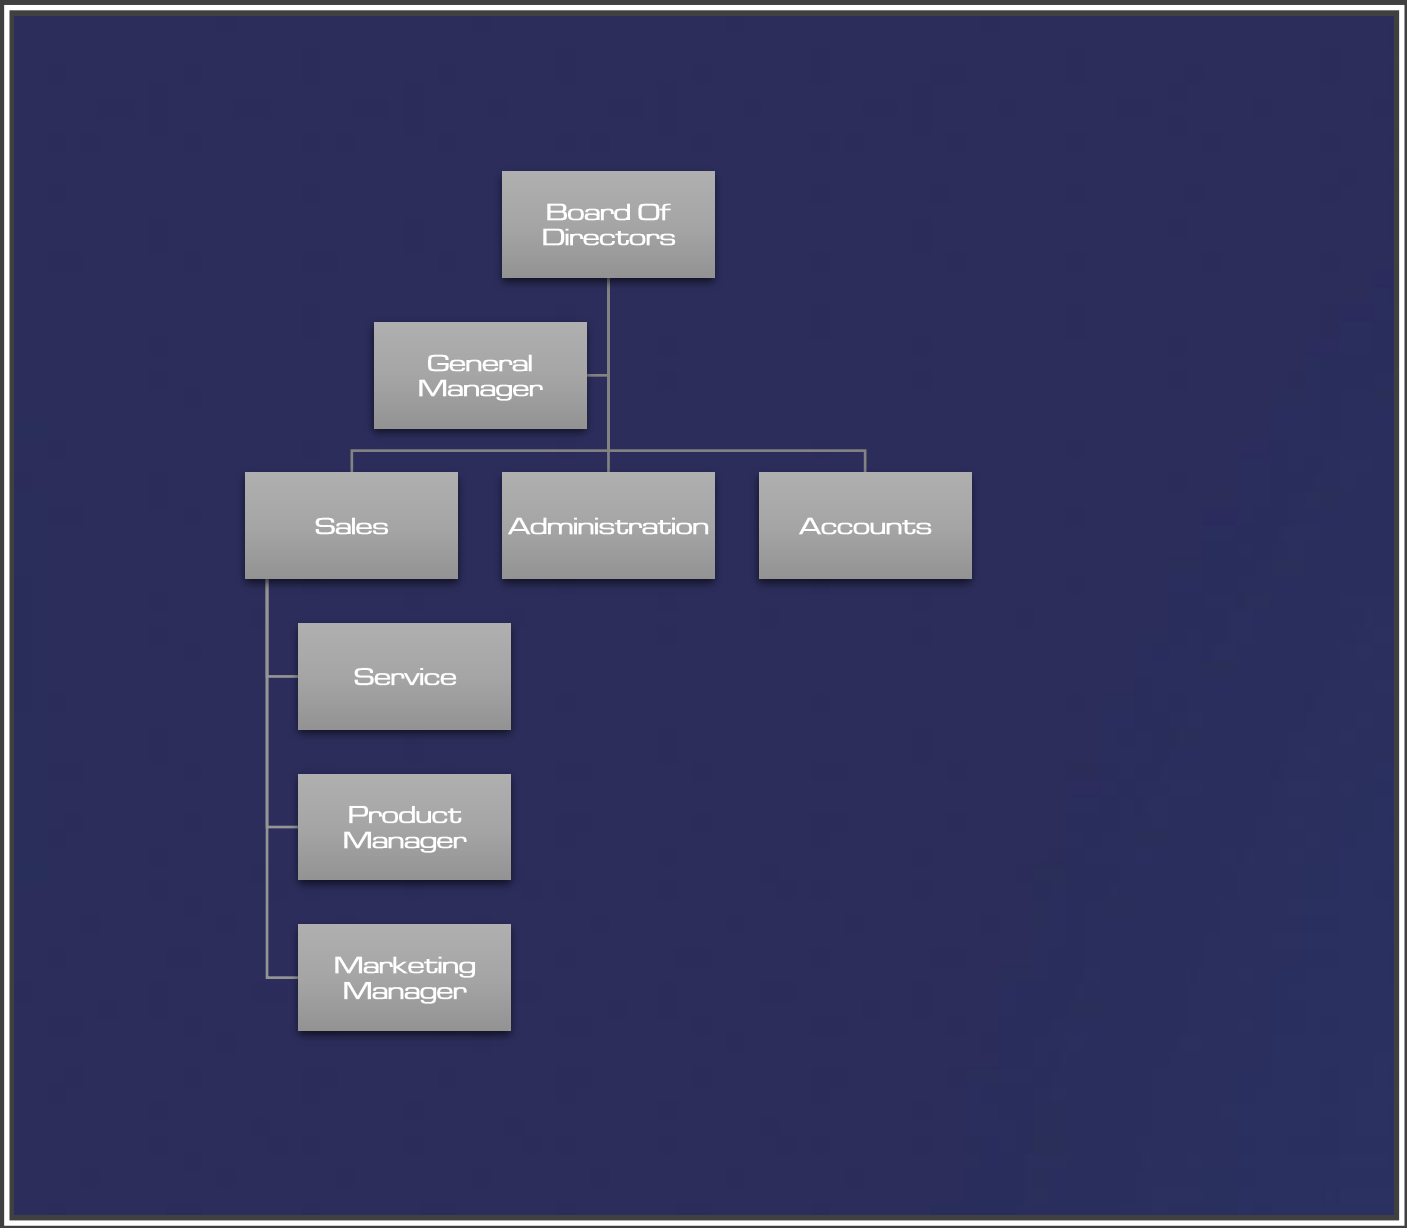 Board Of
Directors
General
Manager
Sales
Administration
Accounts
Service
Product
Manager
Marketing
Manager